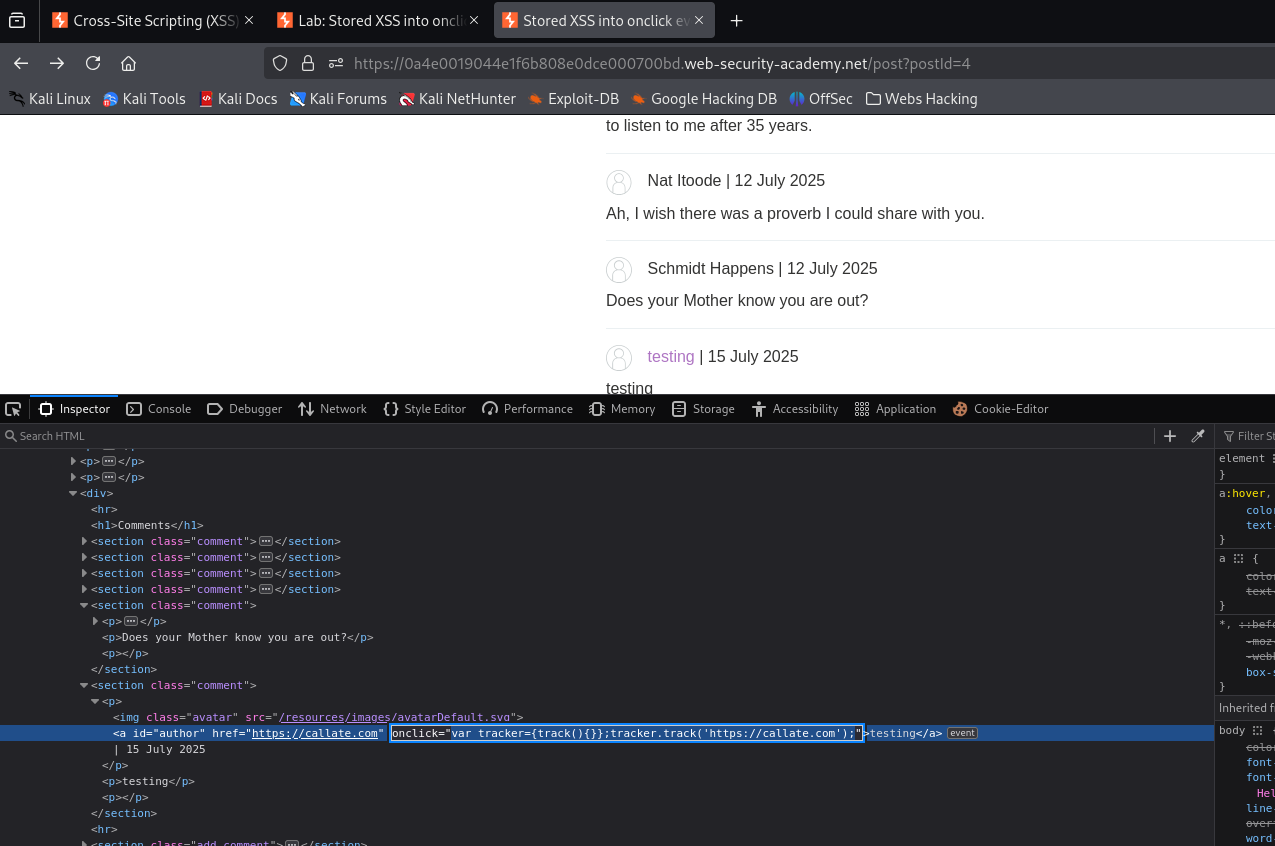 Cross-Site Scripting (XSS)
Lab: Stored XSS into oncli
Stored XSS into onclick ev
https://0a4e0019044e1f6b808e0dce000700bd.web-security-academy.net/post?postId=4
Kali Linux Kali Tools Kali Docs Kali Forums Kali NetHunter Exploit-DB Google Hacking DB OffSec Webs Hacking
to listen to me after 35 years.
Nat Itoode | 12 July 2025
Ah, I wish there was a proverb I could share with you.
Schmidt Happens | 12 July 2025
Does your Mother know you are out?
testing | 15 July 2025
testing
Inspector Console Debugger Network Style Editor Performance Memory Storage Accessibility Application Cookie-Editor
Search HTML
Filter St
<p></p>
<p></p>
<div>
<hr>
<h1>Comments</h1>
<section class="comment"></section>
<section class="comment"></section>
<section class="comment"></section>
<section class="comment"></section>
<section class="comment">
<p></p>
<p>Does your Mother know you are out?</p>
<p></p>
</section>
<section class="comment">
<p>
<img class="avatar" src="/resources/images/avatarDefault.svg">
<a id="author" href="https://callate.com" onclick="var tracker={track(){}};tracker.track('https://callate.com');">testing</a> event
| 15 July 2025
</p>
<p>testing</p>
<p></p>
</section>
<hr>
<section class="add-comment"></section>
element
}
a:hover,
color
text-
}
a {
color
text-
}
*, ::befo
-moz
-webl
box-s
}
Inherited fr
body
color
font-
font-
Hel
line-
over
word-